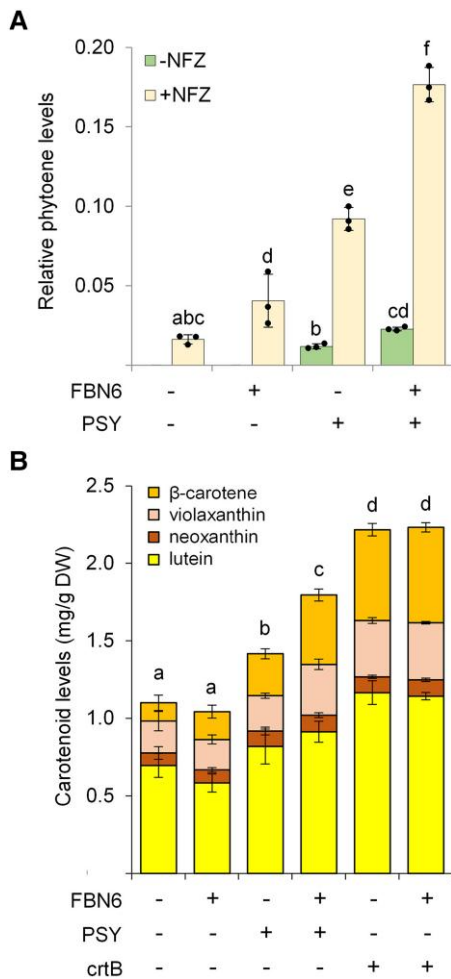 A
0.20
-NFZ
+NFZ
f
0.15
Relative phytoene levels
0.10
e
d
0.05
abc
b
cd
FBN6 - + - +
PSY - - + +
B
2.5
β-carotene
violaxanthin
neoxanthin
lutein
d d
2.0
c
Carotenoid levels (mg/g DW)
1.5
b
a a
1.0
0.5
FBN6 - + - + - +
PSY - - + + - -
crtB - - - - + +